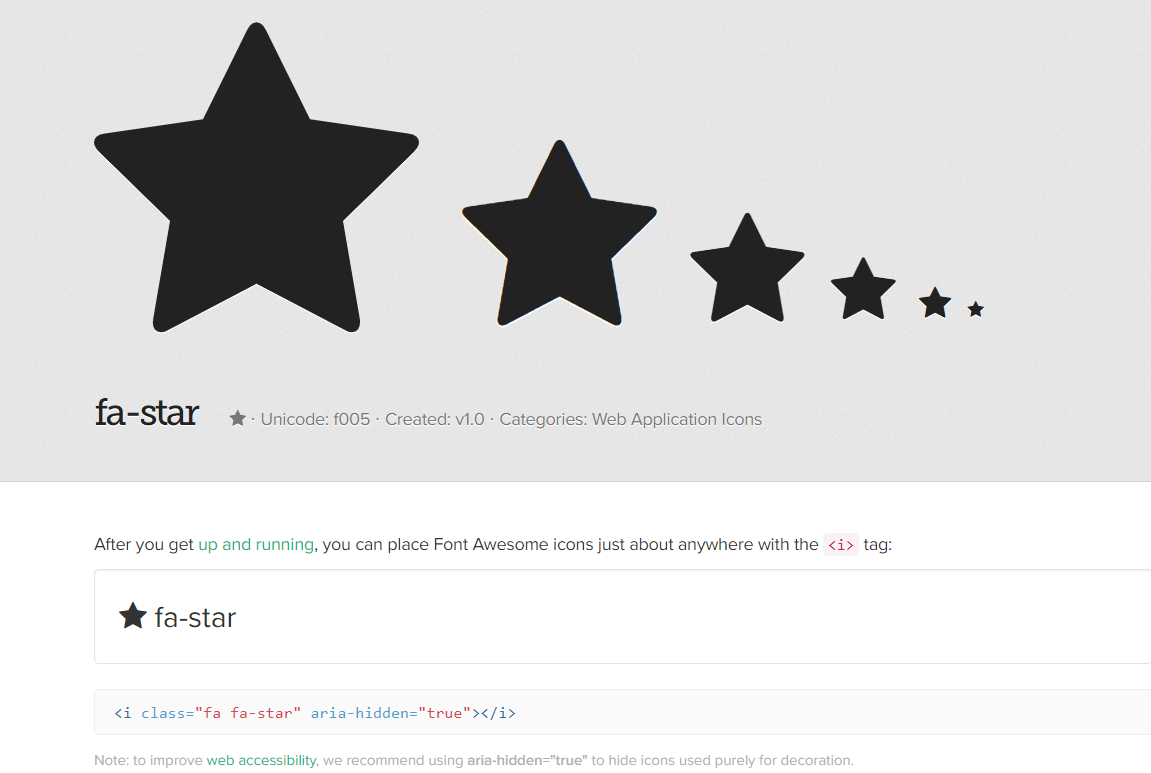 fa-star · Unicode: f005 · Created: v1.0 · Categories: Web Application Icons
After you get up and running, you can place Font Awesome icons just about anywhere with the <i> tag:
fa-star
<i class="fa fa-star" aria-hidden="true"></i>
Note: to improve web accessibility, we recommend using aria-hidden="true" to hide icons used purely for decoration.